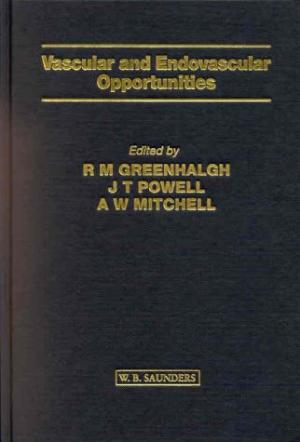 Vascular and Endovascular
Opportunities
Edited by
R M GREENHALGH
J T POWELL
A W MITCHELL
W. B. SAUNDERS